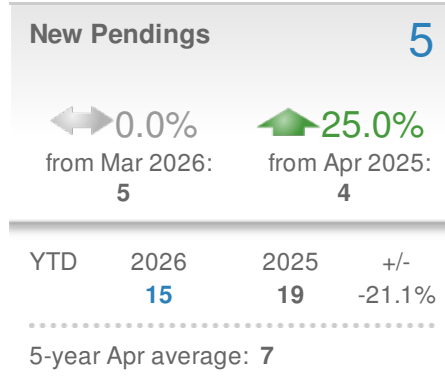 New Pendings 5
0.0% 25.0%
from Mar 2026: from Apr 2025:
5 4
YTD 2026 2025 +/-
15 19 -21.1%
5-year Apr average: 7